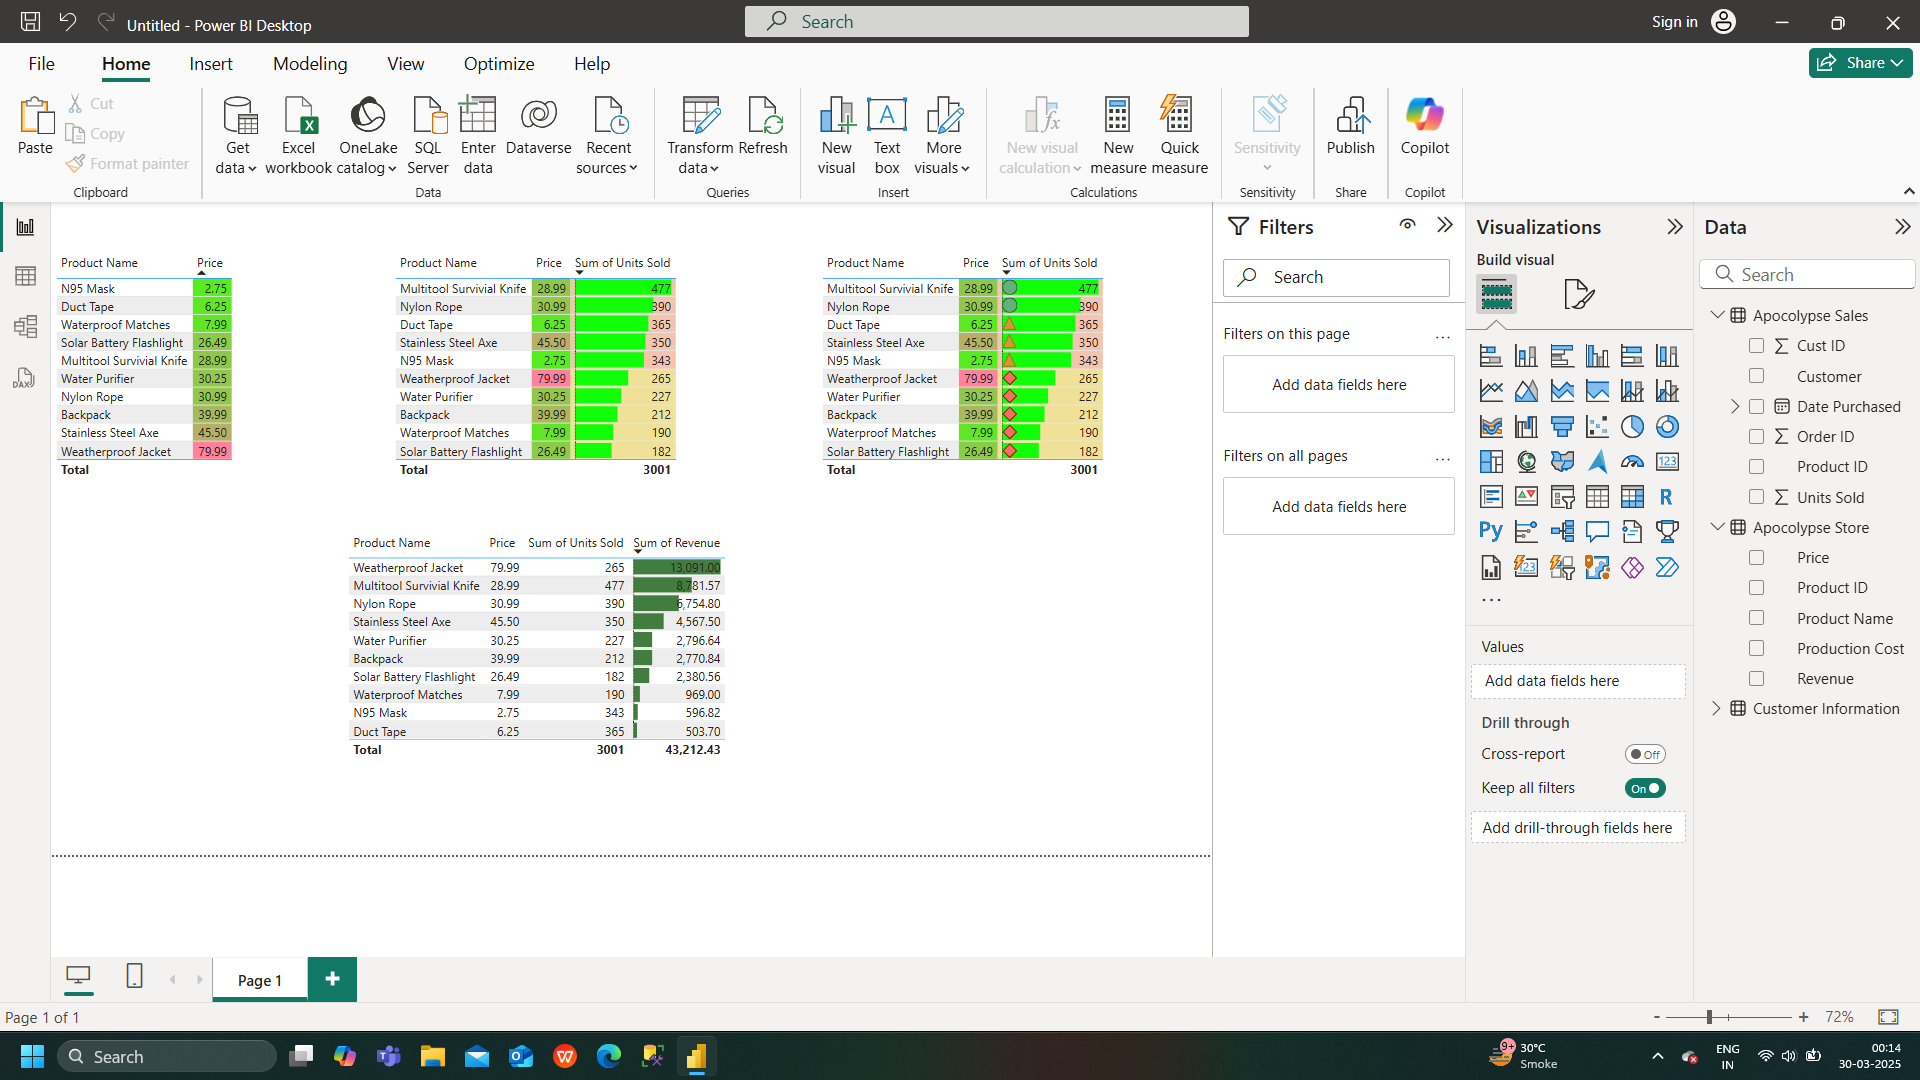 Untitled - Power BI Desktop
Search
Sign in
File Home Insert Modeling View Optimize Help
Share
Paste
Cut
Copy
Format painter
Clipboard
Get data
Excel workbook
OneLake catalog
SQL Server
Enter data
Dataverse
Recent sources
Data
Transform data
Refresh
Queries
New visual
Text box
More visuals
Insert
New visual calculation
New measure
Quick measure
Calculations
Sensitivity
Sensitivity
Publish
Share
Copilot
Copilot
Product Name Price
N95 Mask 2.75
Duct Tape 6.25
Waterproof Matches 7.99
Solar Battery Flashlight 26.49
Multitool Survivial Knife 28.99
Water Purifier 30.25
Nylon Rope 30.99
Backpack 39.99
Stainless Steel Axe 45.50
Weatherproof Jacket 79.99
Total
Product Name Price Sum of Units Sold
Multitool Survivial Knife 28.99 477
Nylon Rope 30.99 390
Duct Tape 6.25 365
Stainless Steel Axe 45.50 350
N95 Mask 2.75 343
Weatherproof Jacket 79.99 265
Water Purifier 30.25 227
Backpack 39.99 212
Waterproof Matches 7.99 190
Solar Battery Flashlight 26.49 182
Total 3001
Product Name Price Sum of Units Sold
Multitool Survivial Knife 28.99 477
Nylon Rope 30.99 390
Duct Tape 6.25 365
Stainless Steel Axe 45.50 350
N95 Mask 2.75 343
Weatherproof Jacket 79.99 265
Water Purifier 30.25 227
Backpack 39.99 212
Waterproof Matches 7.99 190
Solar Battery Flashlight 26.49 182
Total 3001
Product Name Price Sum of Units Sold Sum of Revenue
Weatherproof Jacket 79.99 265 13,091.00
Multitool Survivial Knife 28.99 477 8,781.57
Nylon Rope 30.99 390 6,754.80
Stainless Steel Axe 45.50 350 4,567.50
Water Purifier 30.25 227 2,796.64
Backpack 39.99 212 2,770.84
Solar Battery Flashlight 26.49 182 2,380.56
Waterproof Matches 7.99 190 969.00
N95 Mask 2.75 343 596.82
Duct Tape 6.25 365 503.70
Total 3001 43,212.43
Filters
Search
Filters on this page
...
Add data fields here
Filters on all pages
...
Add data fields here
Visualizations
Build visual
123
R
Py
123
...
Values
Add data fields here
Drill through
Cross-report Off
Keep all filters On
Add drill-through fields here
Data
Search
Apocolypse Sales
Σ Cust ID
Customer
Date Purchased
Σ Order ID
Product ID
Σ Units Sold
Apocolypse Store
Price
Product ID
Product Name
Production Cost
Revenue
Customer Information
DAX
Page 1
+
Page 1 of 1
- + 72%
Search
9+
30°C
Smoke
ENG
IN
00:14
30-03-2025